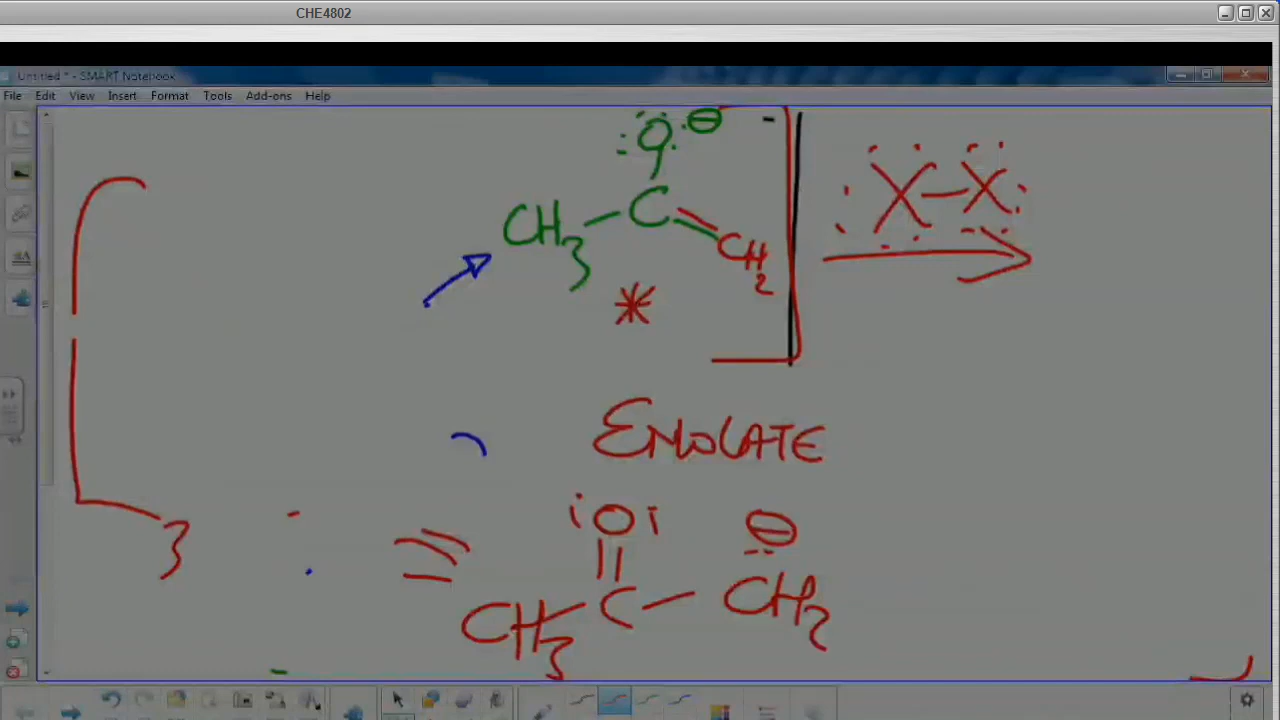 CHE4802
Untitled * - SMART Notebook
File Edit View Insert Format Tools Add-ons Help
O ⊖
CH3 - C = CH2
X - X
*
ENOLATE
O ⊖
CH3 - C - CH2